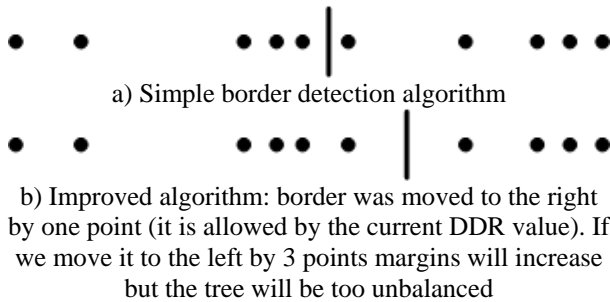 a) Simple border detection algorithm
b) Improved algorithm: border was moved to the right
by one point (it is allowed by the current DDR value). If
we move it to the left by 3 points margins will increase
but the tree will be too unbalanced